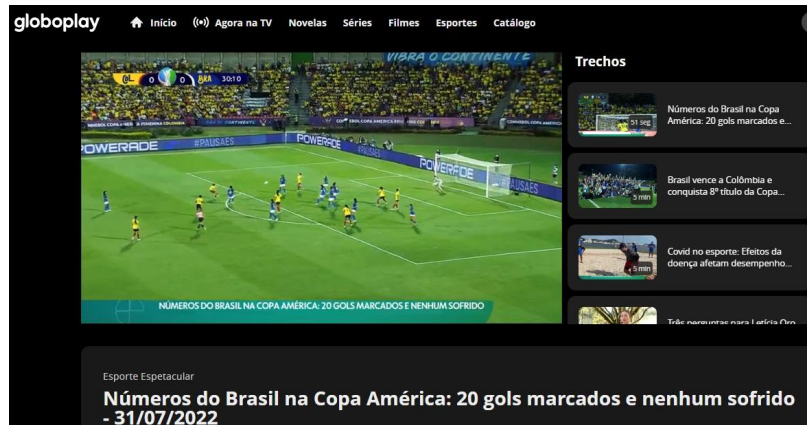 globoplay
Início
Agora na TV
Novelas
Séries
Filmes
Esportes
Catálogo
VIBRA O CONTINENTE
COL 0 0 BRA 30:10
POWERADE #PAUSAES POWERADE POWERADE #PAUSAES
NÚMEROS DO BRASIL NA COPA AMÉRICA: 20 GOLS MARCADOS E NENHUM SOFRIDO
Trechos
51 seg
Números do Brasil na Copa
América: 20 gols marcados e...
5 min
Brasil vence a Colômbia e
conquista 8º título da Copa...
5 min
Covid no esporte: Efeitos da
doença afetam desempenho...
Três perguntas para Letícia Oro
Esporte Espetacular
Números do Brasil na Copa América: 20 gols marcados e nenhum sofrido
- 31/07/2022